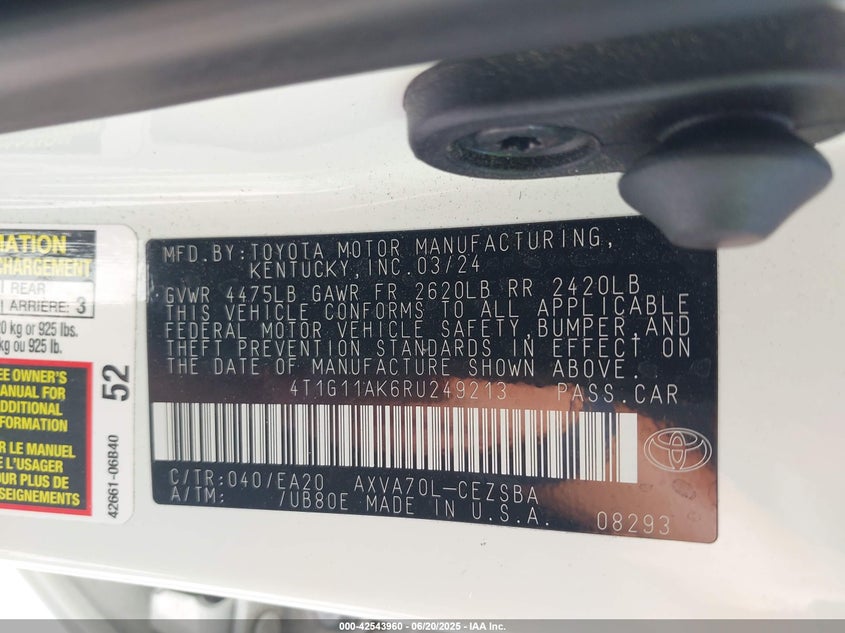 MATION
CHARGEMENT
REAR
ARRIÈRE: 3
0 kg or 925 lbs.
kg ou 925 lb.
EE OWNER'S
MANUAL FOR
ADDITIONAL
FORMATION
R LE MANUEL
E L'USAGER
POUR PLUS DE
SEIGNEMENTS
52
42661-06B40
MFD.BY:TOYOTA MOTOR MANUFACTURING,
KENTUCKY,INC.03/24
GVWR 4475LB GAWR FR 2620LB RR 2420LB
THIS VEHICLE CONFORMS TO ALL APPLICABLE
FEDERAL MOTOR VEHICLE SAFETY,BUMPER,AND
THEFT PREVENTION STANDARDS IN EFFECT ON
THE DATE OF MANUFACTURE SHOWN ABOVE.
4T1G11AK6RU249213 PASS.CAR
C/TR:040/EA20 AXVA70L-CEZSBA
A/TM: /UB80E MADE IN U.S.A. 08293
000-42543960 - 06/20/2025 - IAA Inc.